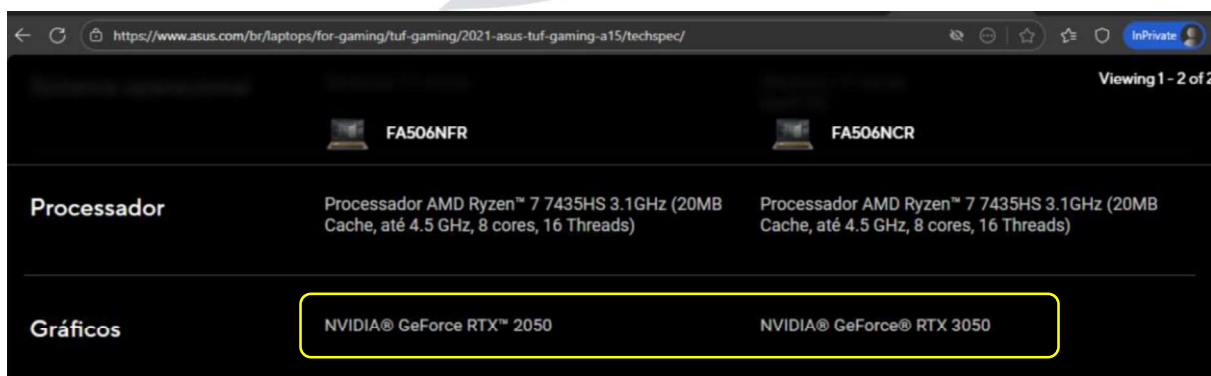 https://www.asus.com/br/laptops/for-gaming/tuf-gaming/2021-asus-tuf-gaming-a15/techspec/
InPrivate
Viewing 1 - 2 of 2
FA506NFR
FA506NCR
Processador
Processador AMD Ryzen™ 7 7435HS 3.1GHz (20MB
Cache, até 4.5 GHz, 8 cores, 16 Threads)
Processador AMD Ryzen™ 7 7435HS 3.1GHz (20MB
Cache, até 4.5 GHz, 8 cores, 16 Threads)
Gráficos
NVIDIA® GeForce RTX™ 2050
NVIDIA® GeForce® RTX 3050